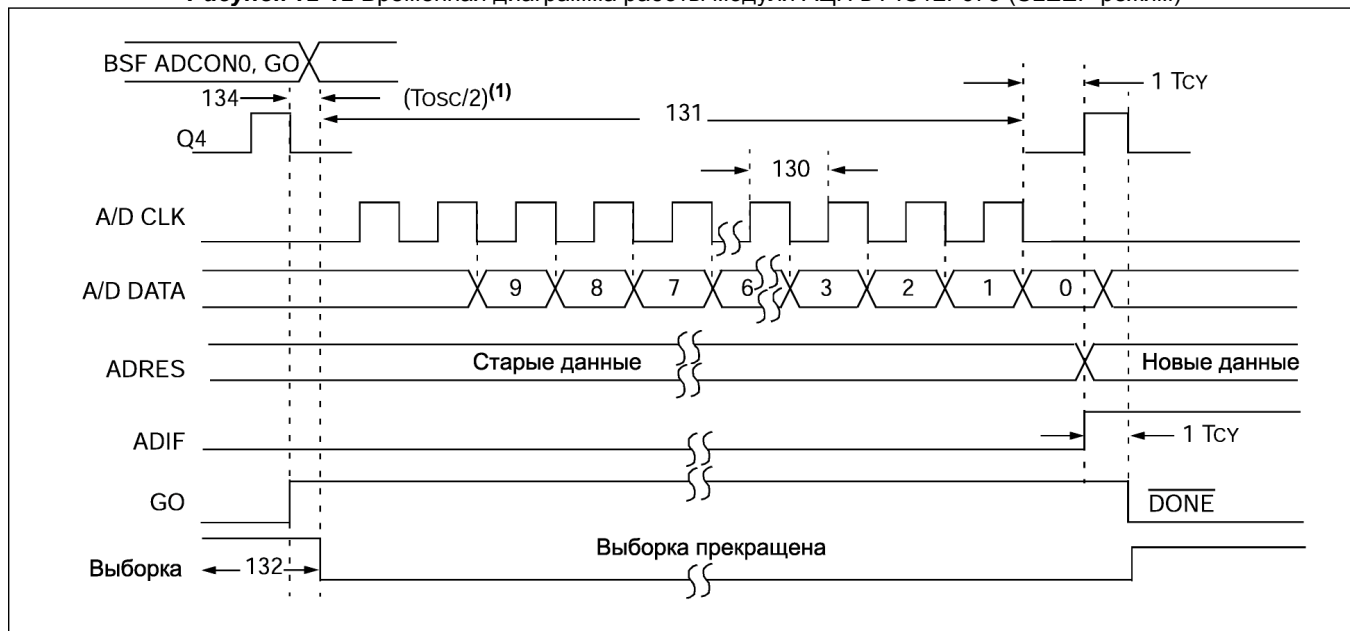 BSF ADCON0, GO
134
(TOSC/2)(1)
131
1 TCY
Q4
130
A/D CLK
A/D DATA
9 8 7 6 3 2 1 0
ADRES
Старые данные
Новые данные
ADIF
1 TCY
GO
DONE
Выборка
132
Выборка прекращена